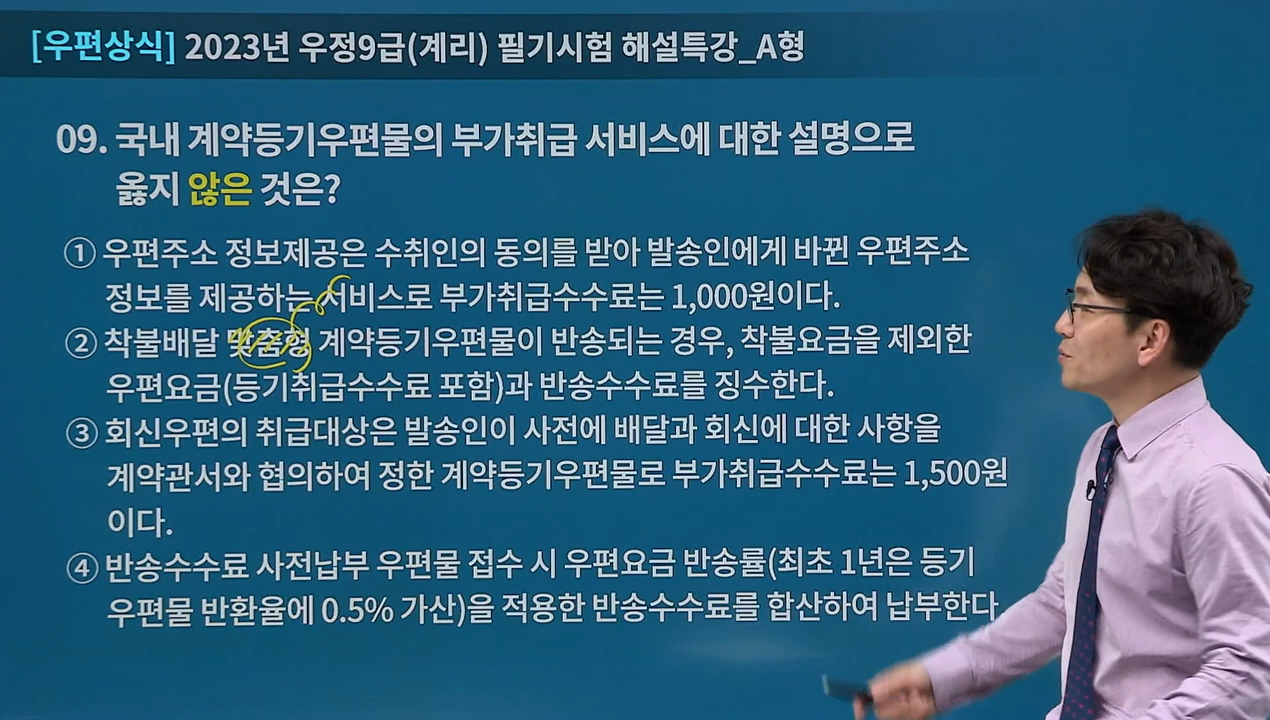 [우편상식] 2023년 우정9급(계리) 필기시험 해설특강_A형
09. 국내 계약등기우편물의 부가취급 서비스에 대한 설명으로
옳지 않은 것은?
① 우편주소 정보제공은 수취인의 동의를 받아 발송인에게 바뀐 우편주소
정보를 제공하는 서비스로 부가취급수수료는 1,000원이다.
② 착불배달 맞춤형 계약등기우편물이 반송되는 경우, 착불요금을 제외한
우편요금(등기취급수수료 포함)과 반송수수료를 징수한다.
③ 회신우편의 취급대상은 발송인이 사전에 배달과 회신에 대한 사항을
계약관서와 협의하여 정한 계약등기우편물로 부가취급수수료는 1,500원
이다.
④ 반송수수료 사전납부 우편물 접수 시 우편요금 반송률(최초 1년은 등기
우편물 반환율에 0.5% 가산)을 적용한 반송수수료를 합산하여 납부한다